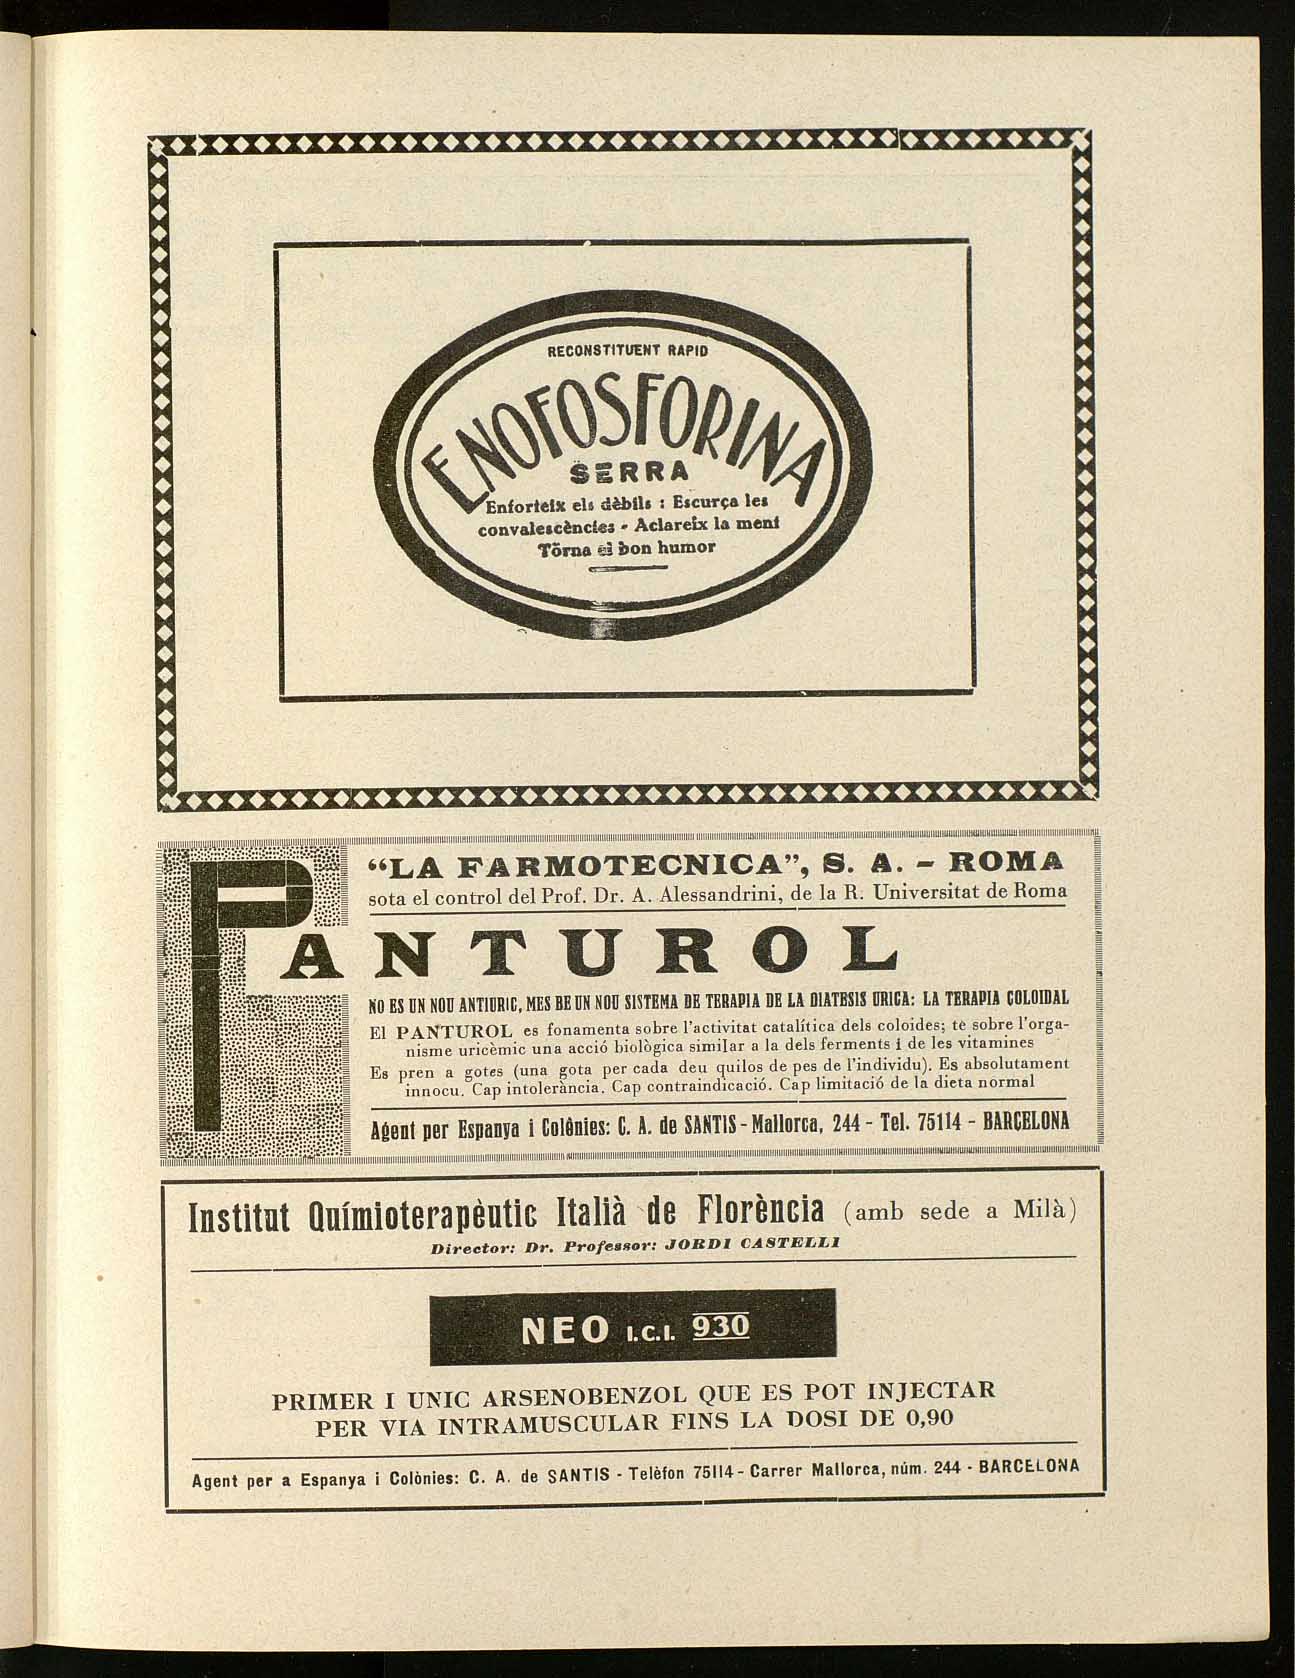 RECONSTITUENT RAPID
ENOFOSFORINA
SERRA
Enforteix els dèbils : Escurça les
convalescències - Aclareix la ment
Torna el bon humor
“LA FARMOTECNICA”, S. A. - ROMA
sota el control del Prof. Dr. A. Alessandrini, de la R. Universitat de Roma
PANTUROL
NO ES UN NOU ANTIURIC, MES BE UN NOU SISTEMA DE TERAPIA DE LA DIATESIS URICA: LA TERAPIA COLOIDAL
El PANTUROL es fonamenta sobre l'activitat catalítica dels coloides; té sobre l'orga-
nisme uricèmic una acció biològica similar a la dels ferments i de les vitamines
Es pren a gotes (una gota per cada deu quilos de pes de l'individu). Es absolutament
innocu. Cap intolerància. Cap contraindicació. Cap limitació de la dieta normal
Agent per Espanya i Colònies: C. A. de SANTIS - Mallorca, 244 - Tel. 75114 - BARCELONA
Institut Químioterapèutic Italià de Florència (amb sede a Milà)
Director: Dr. Professor: JORDI CASTELLI
NEO I.C.I. 930
PRIMER I UNIC ARSENOBENZOL QUE ES POT INJECTAR
PER VIA INTRAMUSCULAR FINS LA DOSI DE 0,90
Agent per a Espanya i Colònies: C. A. de SANTIS - Telèfon 75114 - Carrer Mallorca, núm. 244 - BARCELONA